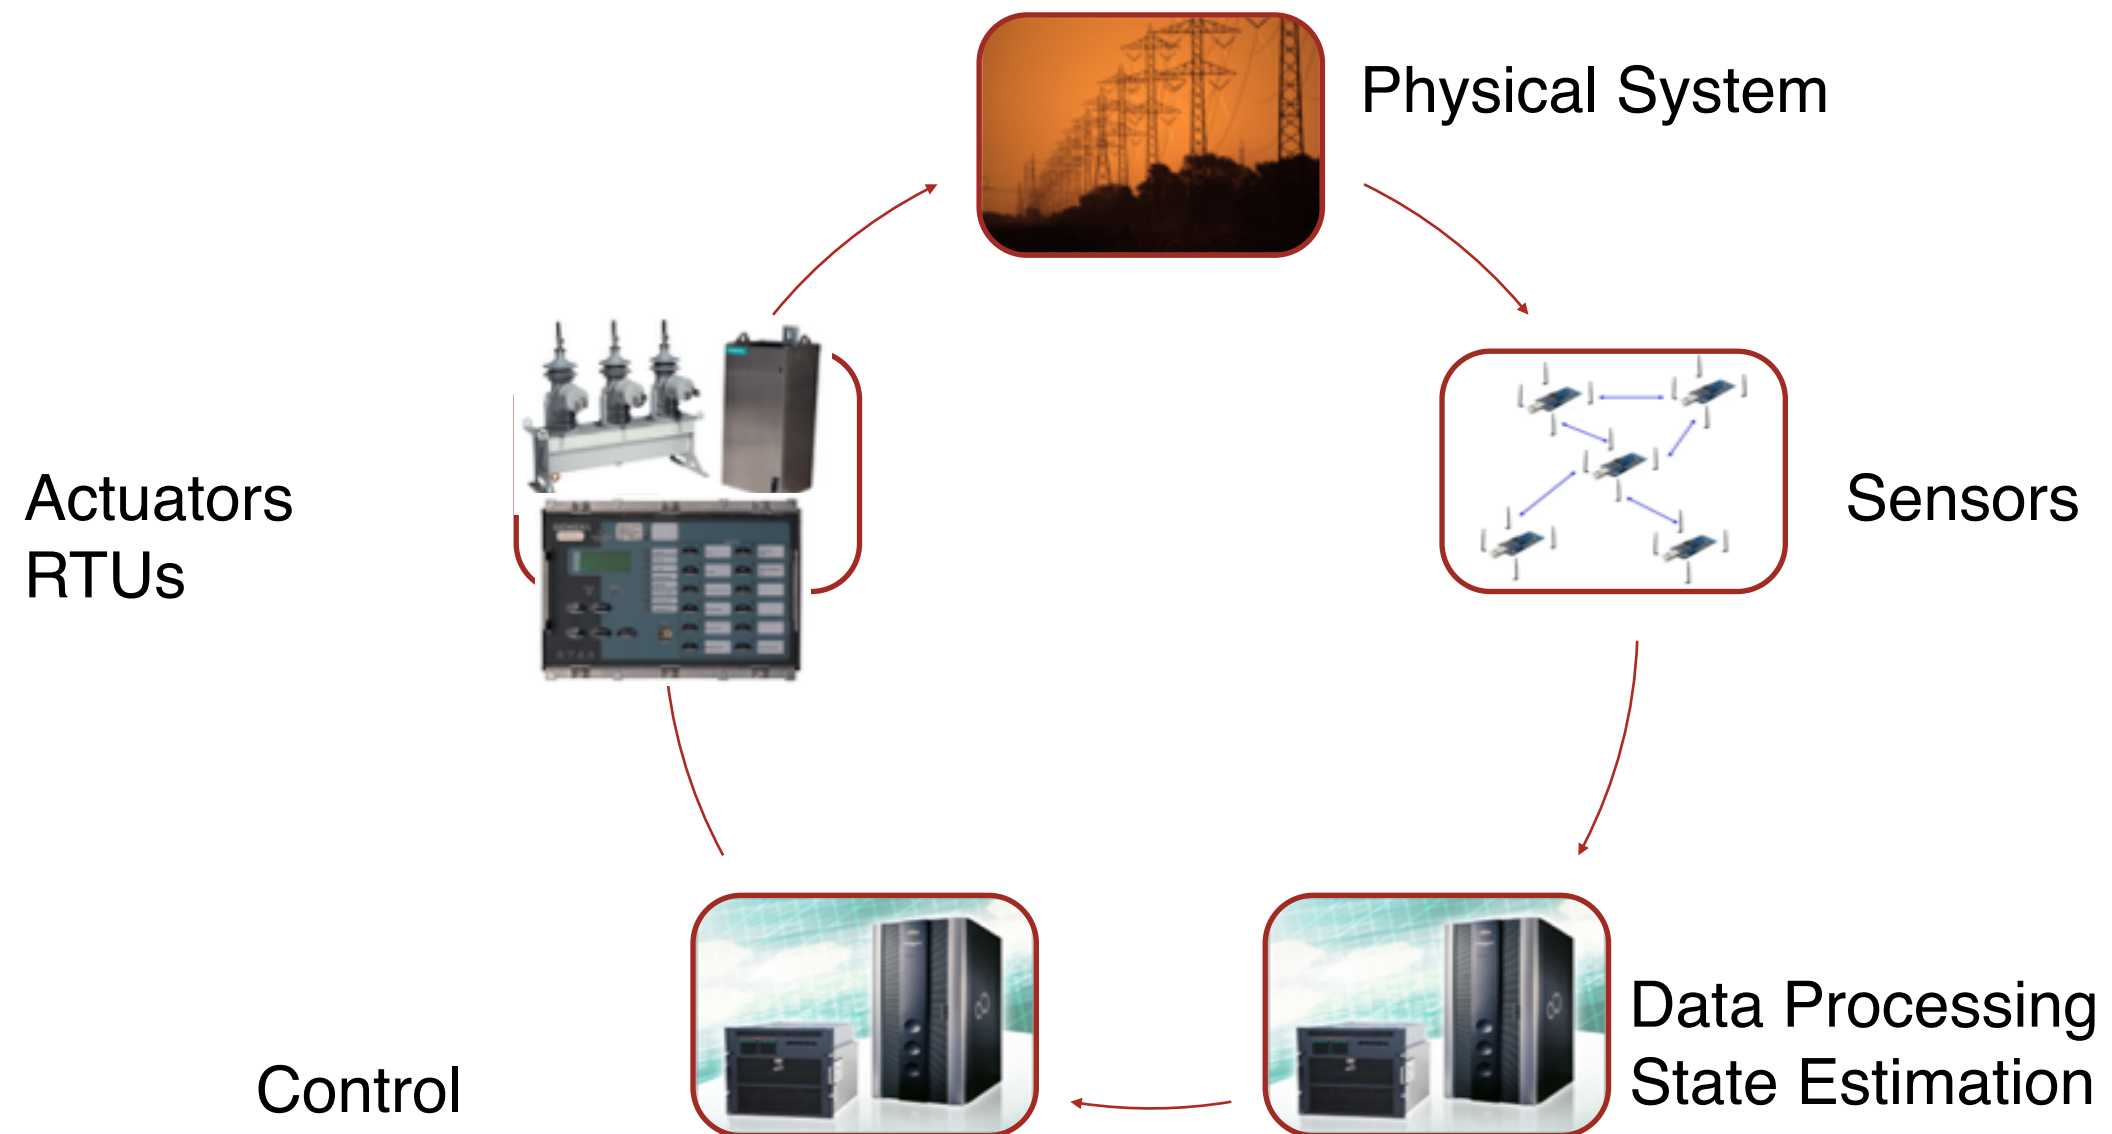 Physical System
Actuators
RTUs
Sensors
Data Processing
State Estimation
Control